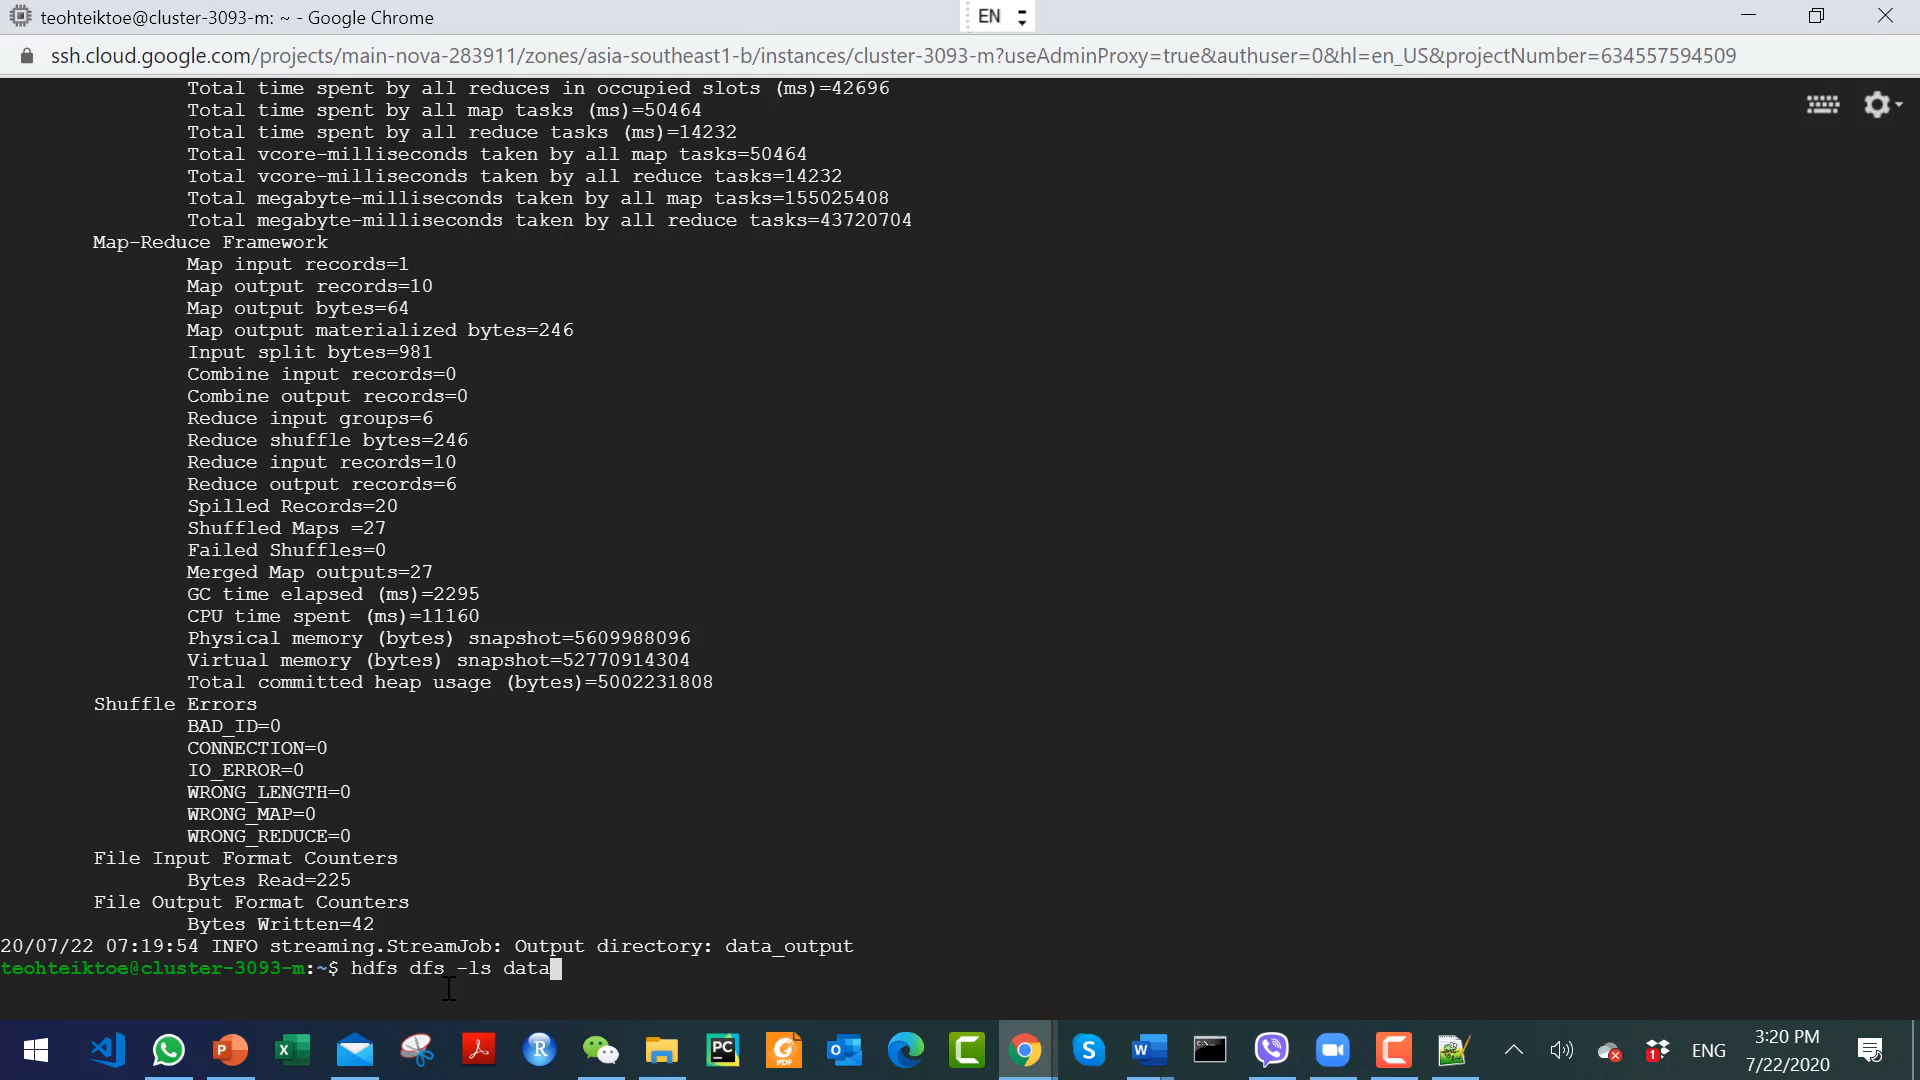 teohteiktoe@cluster-3093-m: ~ - Google Chrome
EN
ssh.cloud.google.com/projects/main-nova-283911/zones/asia-southeast1-b/instances/cluster-3093-m?useAdminProxy=true&authuser=0&hl=en_US&projectNumber=634557594509
Total time spent by all reduces in occupied slots (ms)=42696
Total time spent by all map tasks (ms)=50464
Total time spent by all reduce tasks (ms)=14232
Total vcore-milliseconds taken by all map tasks=50464
Total vcore-milliseconds taken by all reduce tasks=14232
Total megabyte-milliseconds taken by all map tasks=155025408
Total megabyte-milliseconds taken by all reduce tasks=43720704
Map-Reduce Framework
Map input records=1
Map output records=10
Map output bytes=64
Map output materialized bytes=246
Input split bytes=981
Combine input records=0
Combine output records=0
Reduce input groups=6
Reduce shuffle bytes=246
Reduce input records=10
Reduce output records=6
Spilled Records=20
Shuffled Maps =27
Failed Shuffles=0
Merged Map outputs=27
GC time elapsed (ms)=2295
CPU time spent (ms)=11160
Physical memory (bytes) snapshot=5609988096
Virtual memory (bytes) snapshot=52770914304
Total committed heap usage (bytes)=5002231808
Shuffle Errors
BAD_ID=0
CONNECTION=0
IO_ERROR=0
WRONG_LENGTH=0
WRONG_MAP=0
WRONG_REDUCE=0
File Input Format Counters
Bytes Read=225
File Output Format Counters
Bytes Written=42
20/07/22 07:19:54 INFO streaming.StreamJob: Output directory: data_output
teohteiktoe@cluster-3093-m:~$ hdfs dfs -ls data
ENG
3:20 PM
7/22/2020